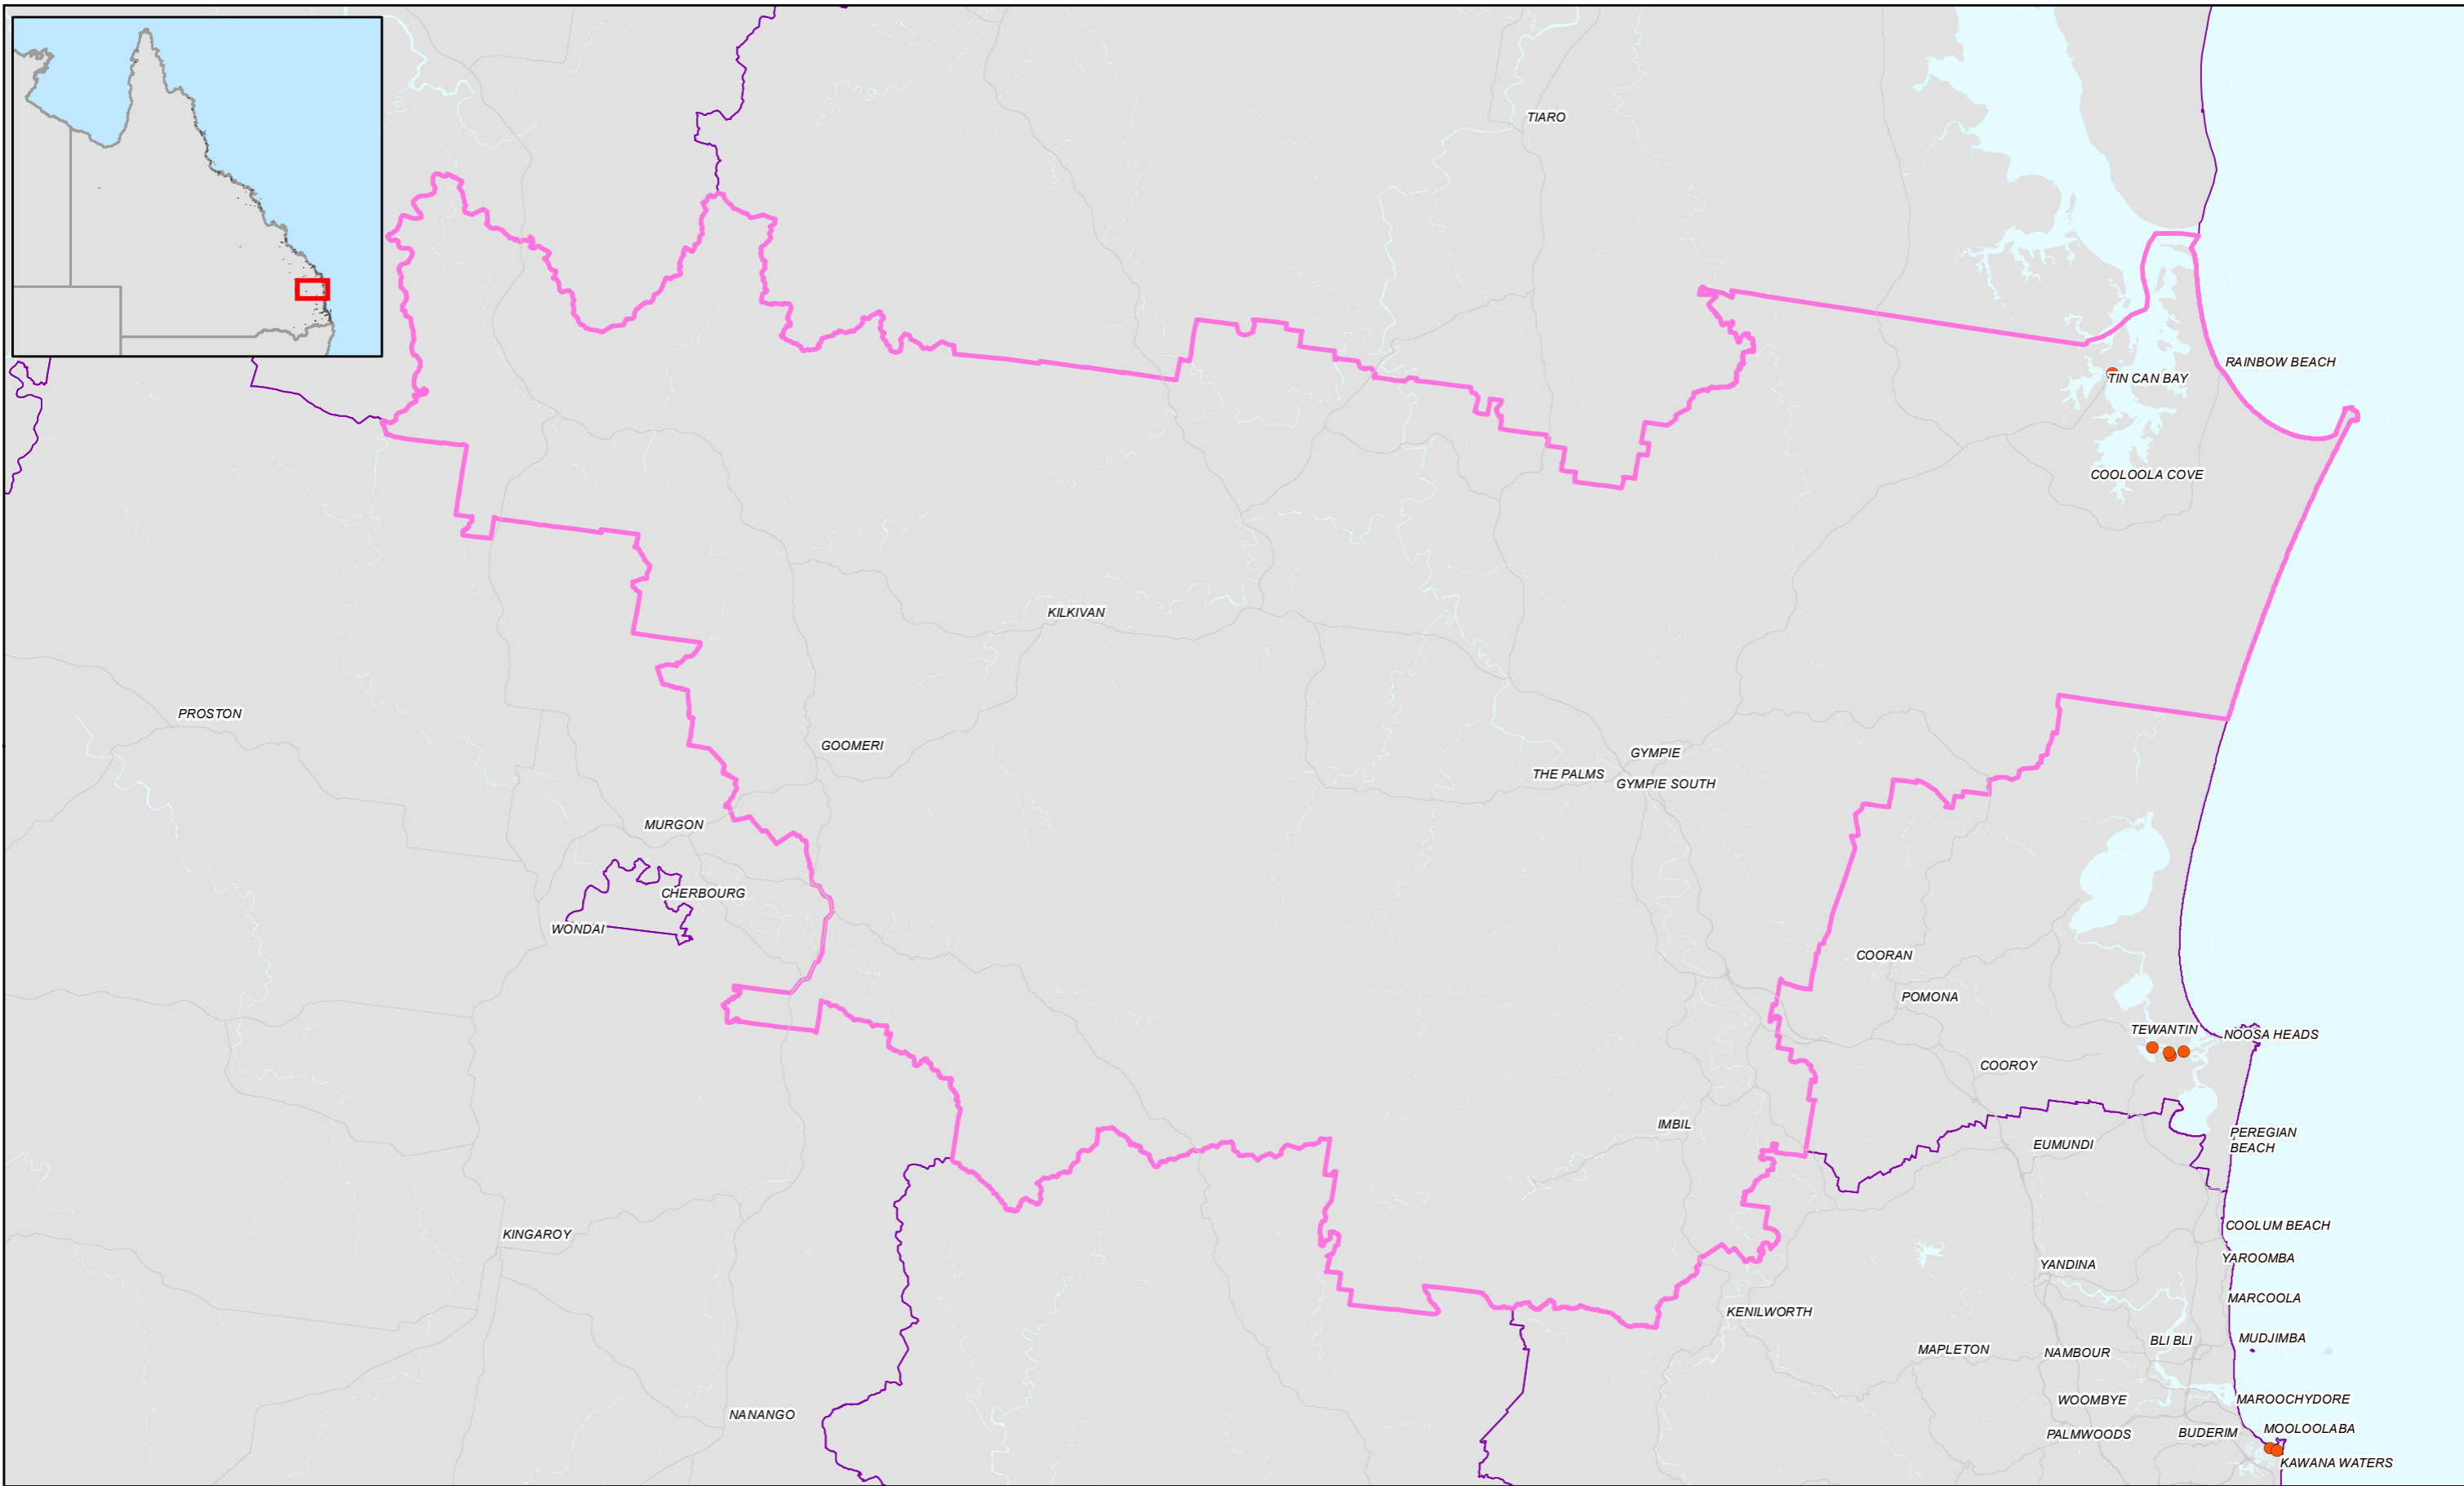 TIARO
RAINBOW BEACH
TIN CAN BAY
COOLOOLA COVE
KILKIVAN
PROSTON
GOOMERI
GYMPIE
THE PALMS
GYMPIE SOUTH
MURGON
CHERBOURG
WONDAI
COORAN
POMONA
TEWANTIN
NOOSA HEADS
COOROY
IMBIL
PEREGIAN
BEACH
EUMUNDI
KINGAROY
COOLUM BEACH
YAROOMBA
YANDINA
MARCOOLA
KENILWORTH
MUDJIMBA
BLI BLI
MAPLETON
NAMBOUR
MAROOCHYDORE
WOOMBYE
NANANGO
MOOLOOLABA
BUDERIM
PALMWOODS
KAWANA WATERS